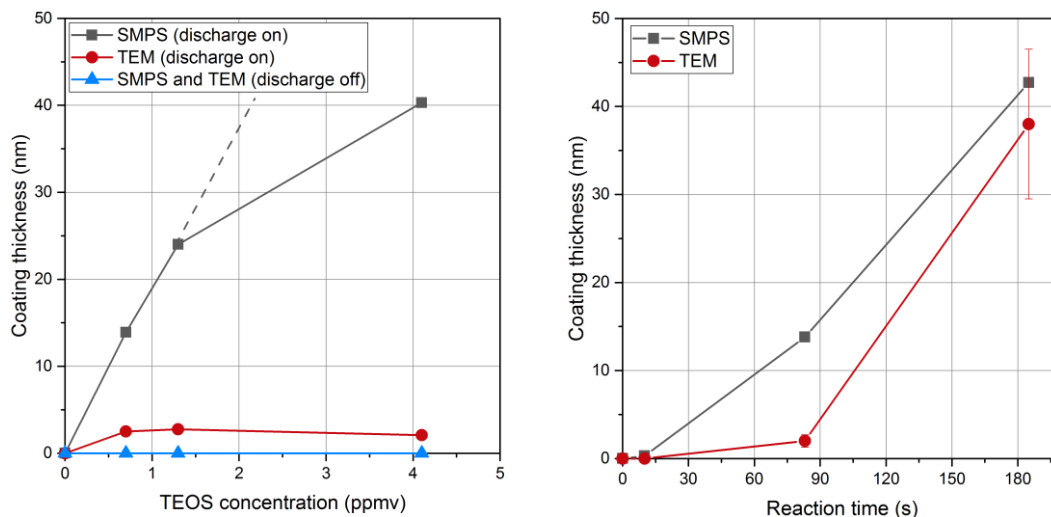 SMPS (discharge on)
TEM (discharge on)
SMPS and TEM (discharge off)
50
40
30
20
10
0
0
1
2
3
4
5
Coating thickness (nm)
TEOS concentration (ppmv)
SMPS
TEM
50
40
30
20
10
0
0
30
60
90
120
150
180
Coating thickness (nm)
Reaction time (s)